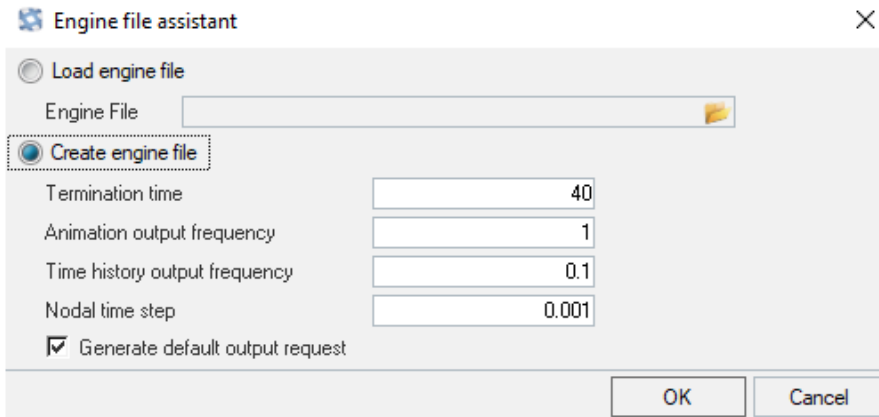 Engine file assistant
Load engine file
Engine File
Create engine file
Termination time 40
Animation output frequency 1
Time history output frequency 0.1
Nodal time step 0.001
Generate default output request
OK Cancel